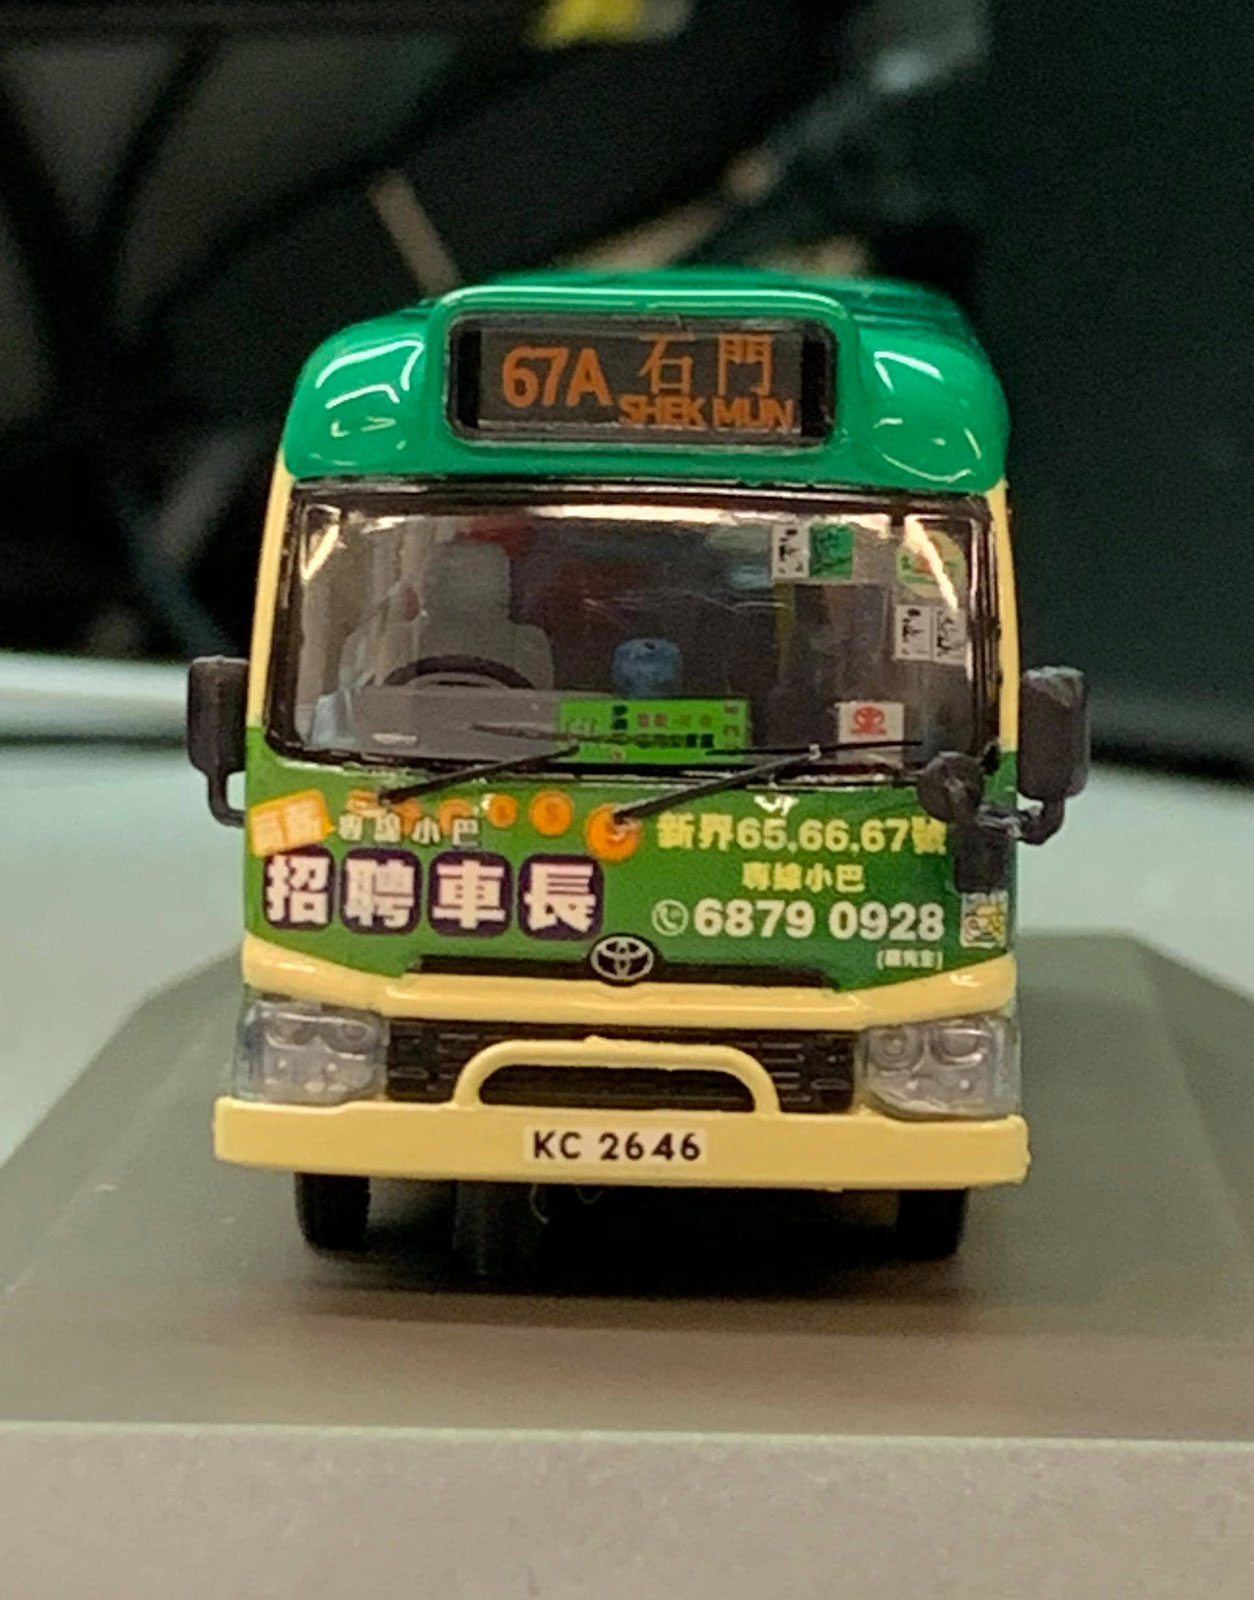 67A 石門
SHEK MUN
專線小巴
招聘車長
新界65,66,67號
專線小巴
6879 0928
KC 2646